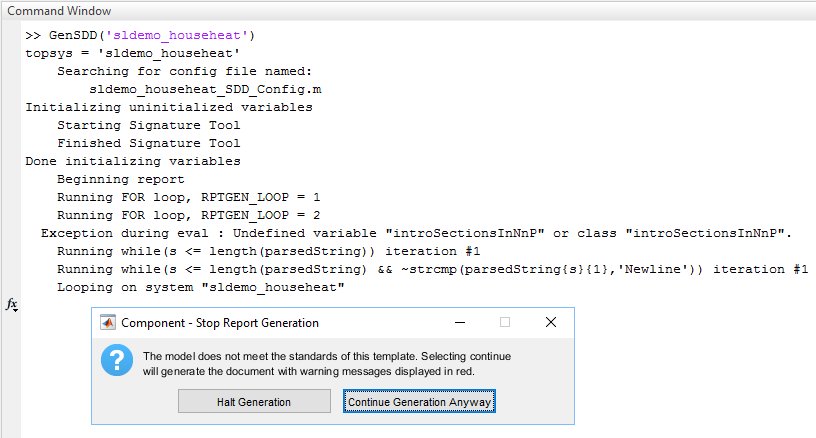 Command Window
>> GenSDD('sldemo_househeat')
topsys = 'sldemo_househeat'
Searching for config file named:
sldemo_househeat_SDD_Config.m
Initializing uninitialized variables
Starting Signature Tool
Finished Signature Tool
Done initializing variables
Beginning report
Running FOR loop, RPTGEN_LOOP = 1
Running FOR loop, RPTGEN_LOOP = 2
Exception during eval : Undefined variable "introSectionsInNnP" or class "introSectionsInNnP".
Running while(s <= length(parsedString)) iteration #1
Running while(s <= length(parsedString) && ~strcmp(parsedString{s}{1},'Newline')) iteration #1
Looping on system "sldemo_househeat"
fx
Component - Stop Report Generation
The model does not meet the standards of this template. Selecting continue
will generate the document with warning messages displayed in red.
Halt Generation
Continue Generation Anyway